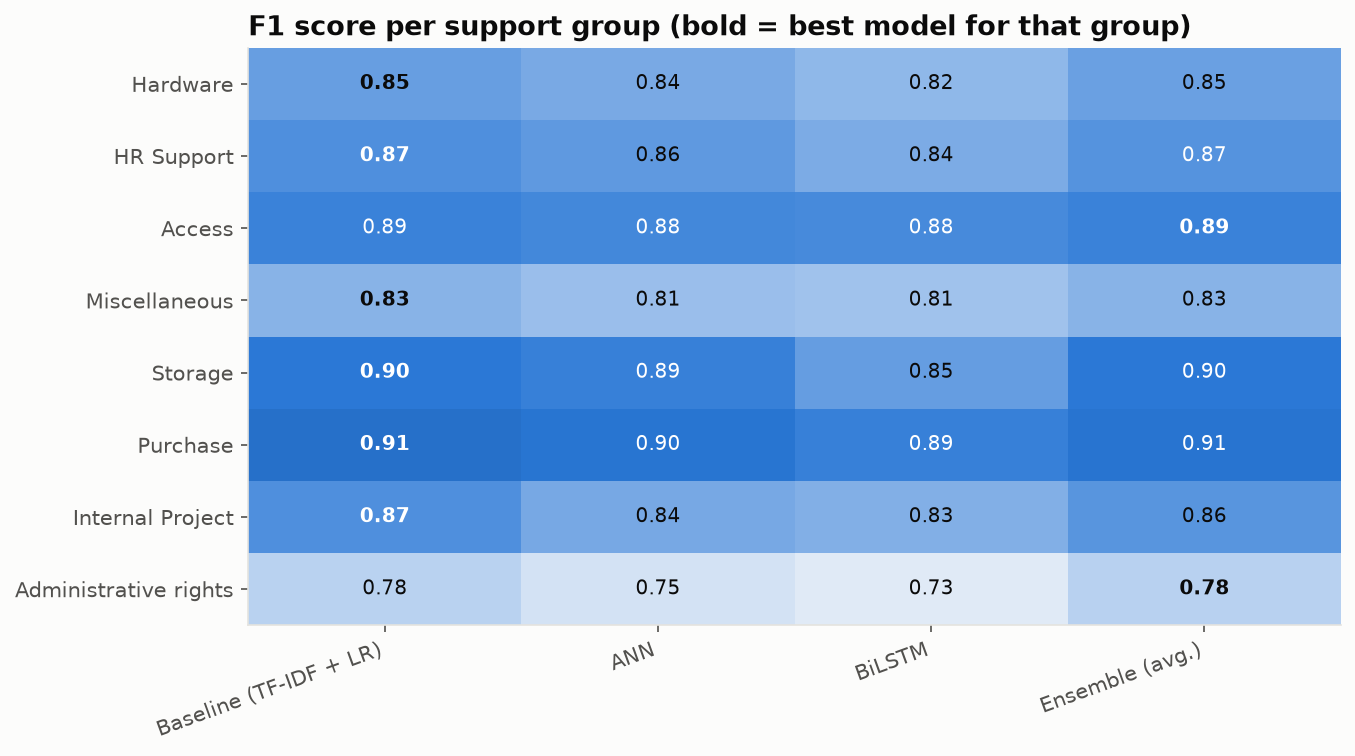 F1 score per support group (bold = best model for that group)
Hardware 0.85 0.84 0.82 0.85
HR Support 0.87 0.86 0.84 0.87
Access 0.89 0.88 0.88 0.89
Miscellaneous 0.83 0.81 0.81 0.83
Storage 0.90 0.89 0.85 0.90
Purchase 0.91 0.90 0.89 0.91
Internal Project 0.87 0.84 0.83 0.86
Administrative rights 0.78 0.75 0.73 0.78
Baseline (TF-IDF + LR) ANN BiLSTM Ensemble (avg.)